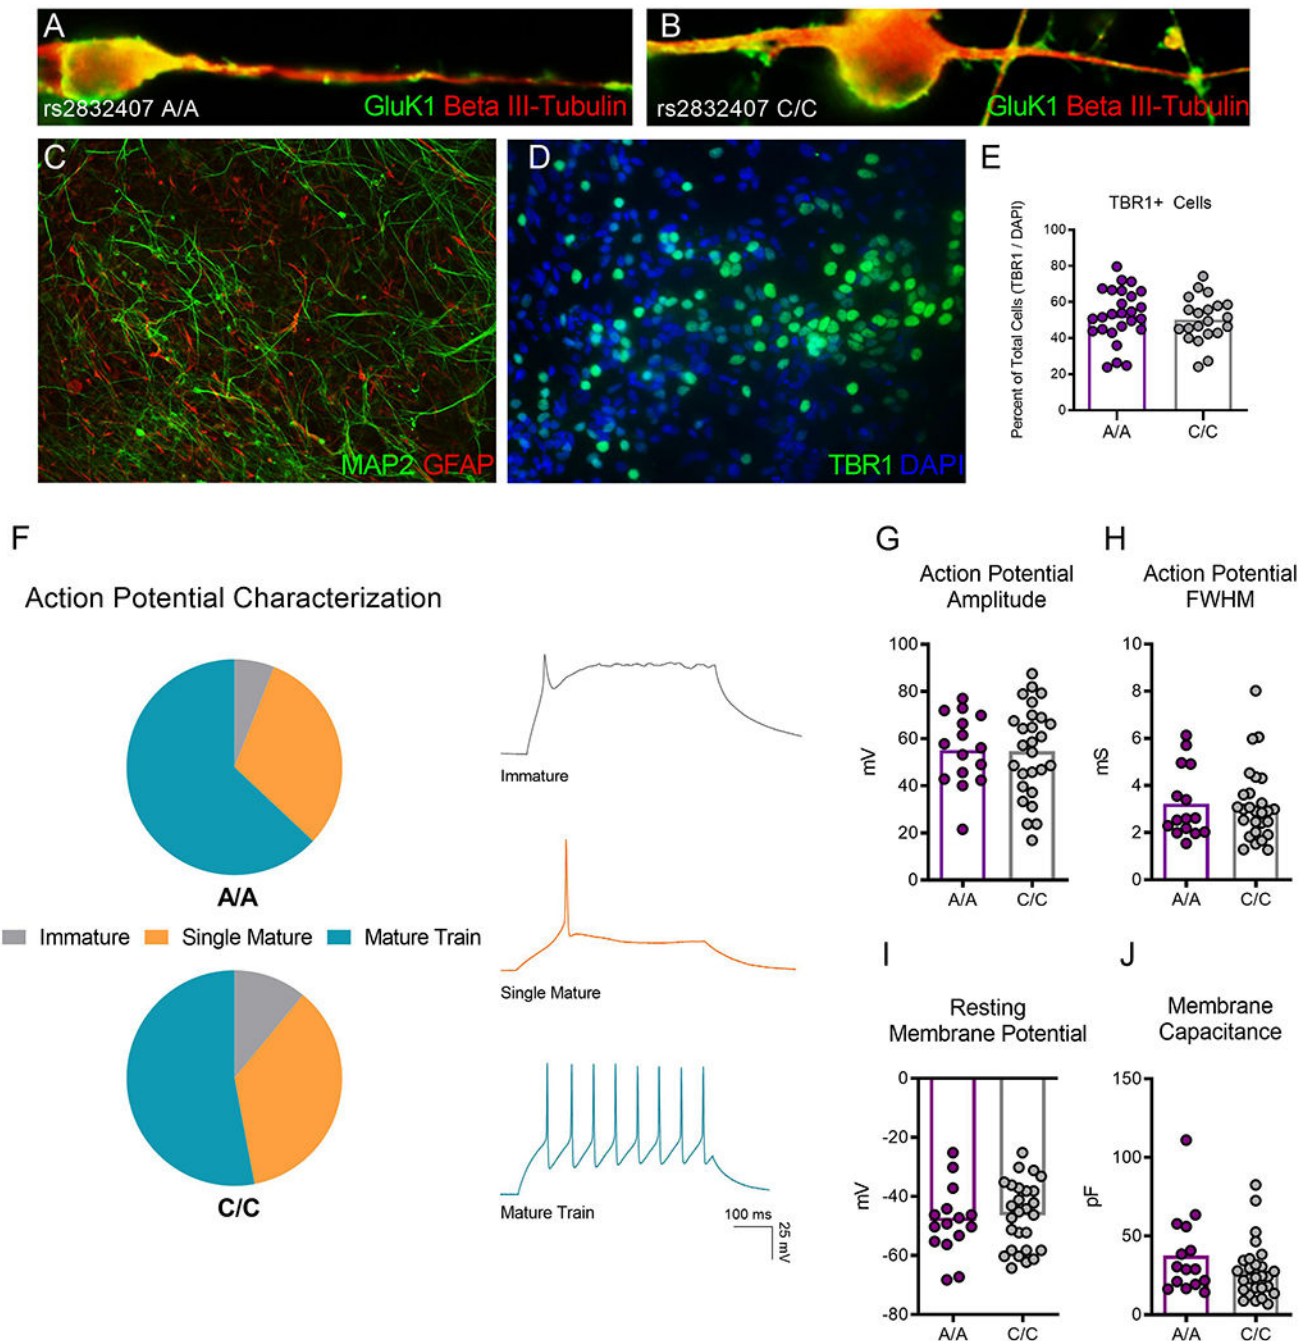 A
rs2832407 A/A
GluK1 Beta III-Tubulin
B
rs2832407 C/C
GluK1 Beta III-Tubulin
C
MAP2 GFAP
D
TBR1 DAPI
E
TBR1+ Cells
Percent of Total Cells (TBR1 / DAPI)
100
80
60
40
20
0
A/A
C/C
F
Action Potential Characterization
A/A
Immature
Single Mature
Mature Train
C/C
Immature
Single Mature
Mature Train
100 ms
25 mV
G
Action Potential
Amplitude
mV
100
80
60
40
20
0
A/A
C/C
H
Action Potential
FWHM
mS
10
8
6
4
2
0
A/A
C/C
I
Resting
Membrane Potential
mV
-0
-20
-40
-60
-80
A/A
C/C
J
Membrane
Capacitance
pF
150
100
50
0
A/A
C/C